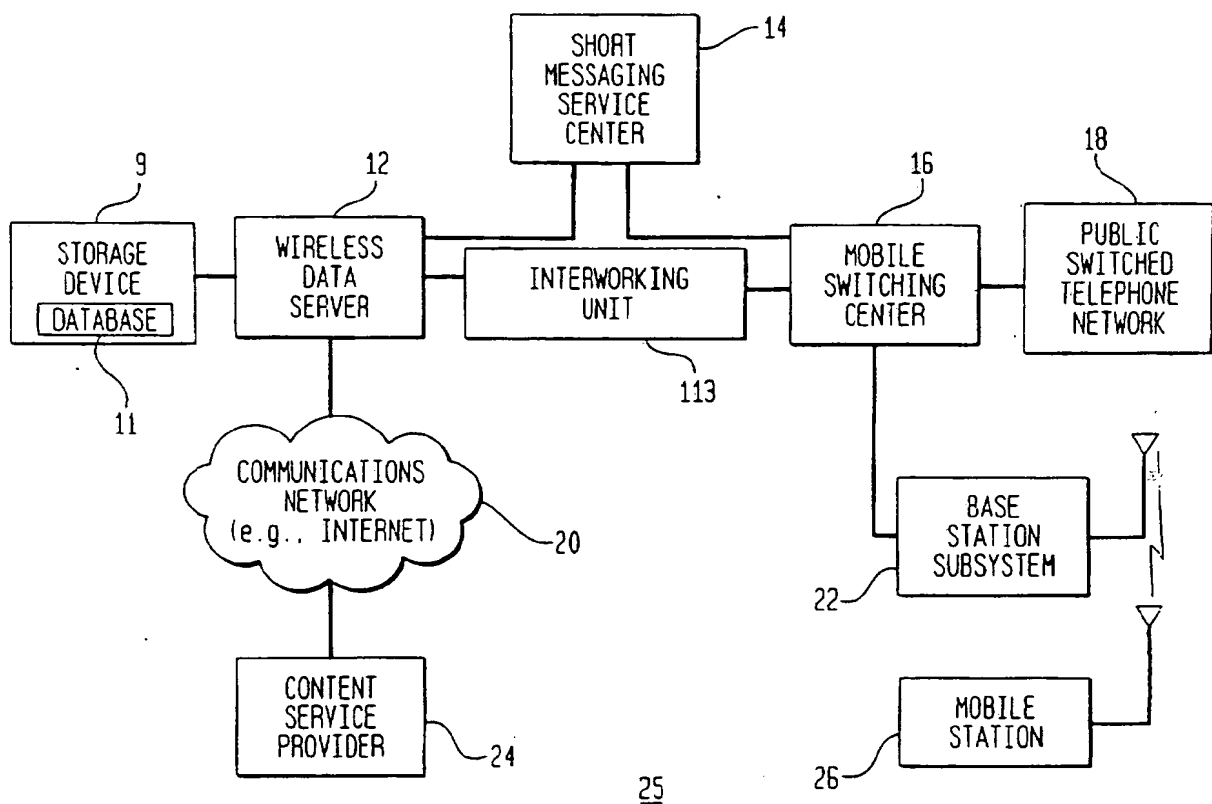 SHORT
MESSAGING
SERVICE
CENTER
14
9
STORAGE
DEVICE
DATABASE
11
12
WIRELESS
DATA
SERVER
INTERWORKING
UNIT
113
16
MOBILE
SWITCHING
CENTER
18
PUBLIC
SWITCHED
TELEPHONE
NETWORK
COMMUNICATIONS
NETWORK
(e.g., INTERNET)
20
BASE
STATION
SUBSYSTEM
22
CONTENT
SERVICE
PROVIDER
24
MOBILE
STATION
26
25